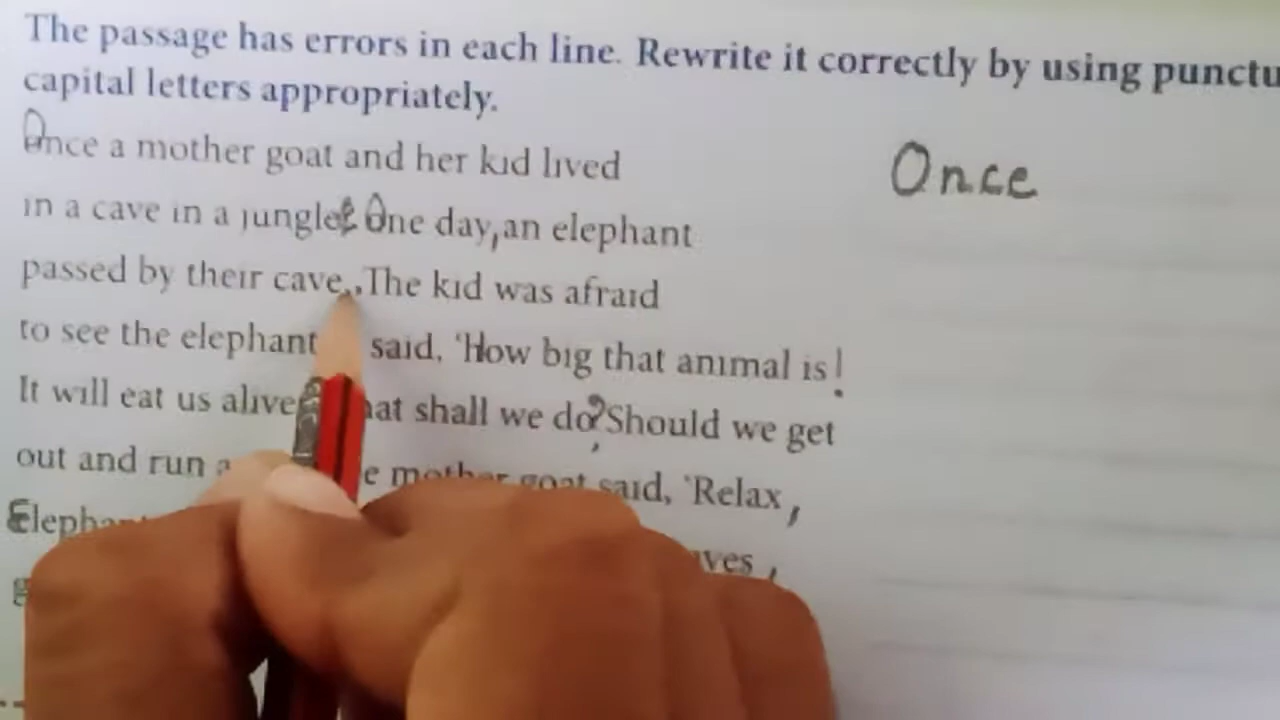 The passage has errors in each line. Rewrite it correctly by using punctu
capital letters appropriately.
Once a mother goat and her kid lived
Once
in a cave in a jungle. One day, an elephant
passed by their cave. The kid was afraid
to see the elephant said, 'How big that animal is!
It will eat us alive shall we do? Should we get
out and run mother goat said, 'Relax,